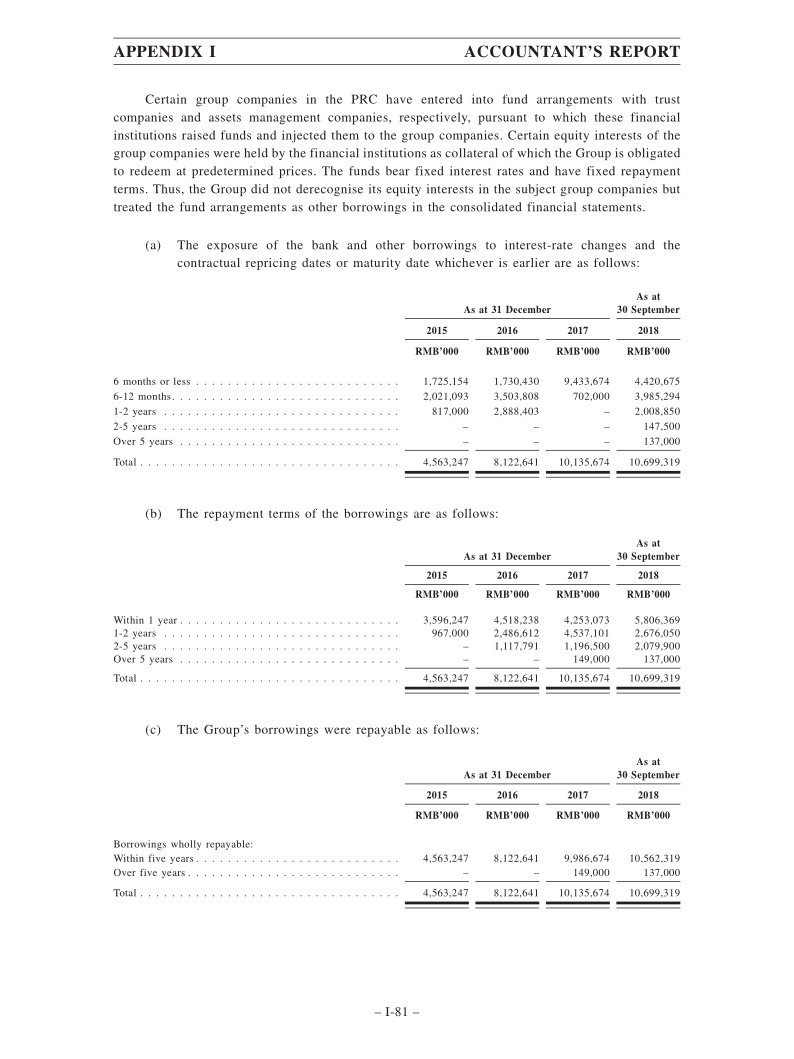 APPENDIX I ACCOUNTANT’S REPORT
Certain group companies in the PRC have entered into fund arrangements with trust
companies and assets management companies, respectively, pursuant to which these financial
institutions raised funds and injected them to the group companies. Certain equity interests of the
group companies were held by the financial institutions as collateral of which the Group is obligated
to redeem at predetermined prices. The funds bear fixed interest rates and have fixed repayment
terms. Thus, the Group did not derecognise its equity interests in the subject group companies but
treated the fund arrangements as other borrowings in the consolidated financial statements.
(a) The exposure of the bank and other borrowings to interest-rate changes and the
contractual repricing dates or maturity date whichever is earlier are as follows:
As at
As at 31 December 30 September
2015 2016 2017 2018
RMB’000 RMB’000 RMB’000 RMB’000
6 months or less . . . . . . . . . . . . . . . . . . . . . . . . . . 1,725,154 1,730,430 9,433,674 4,420,675
6-12 months. . . . . . . . . . . . . . . . . . . . . . . . . . . . . 2,021,093 3,503,808 702,000 3,985,294
1-2 years . . . . . . . . . . . . . . . . . . . . . . . . . . . . . . 817,000 2,888,403 – 2,008,850
2-5 years . . . . . . . . . . . . . . . . . . . . . . . . . . . . . . – – – 147,500
Over 5 years . . . . . . . . . . . . . . . . . . . . . . . . . . . . – – – 137,000
Total . . . . . . . . . . . . . . . . . . . . . . . . . . . . . . . . . 4,563,247 8,122,641 10,135,674 10,699,319
(b) The repayment terms of the borrowings are as follows:
As at
As at 31 December 30 September
2015 2016 2017 2018
RMB’000 RMB’000 RMB’000 RMB’000
Within 1 year . . . . . . . . . . . . . . . . . . . . . . . . . . . . 3,596,247 4,518,238 4,253,073 5,806,369
1-2 years . . . . . . . . . . . . . . . . . . . . . . . . . . . . . . 967,000 2,486,612 4,537,101 2,676,050
2-5 years . . . . . . . . . . . . . . . . . . . . . . . . . . . . . . – 1,117,791 1,196,500 2,079,900
Over 5 years . . . . . . . . . . . . . . . . . . . . . . . . . . . . – – 149,000 137,000
Total . . . . . . . . . . . . . . . . . . . . . . . . . . . . . . . . . 4,563,247 8,122,641 10,135,674 10,699,319
(c) The Group’s borrowings were repayable as follows:
As at
As at 31 December 30 September
2015 2016 2017 2018
RMB’000 RMB’000 RMB’000 RMB’000
Borrowings wholly repayable:
Within five years . . . . . . . . . . . . . . . . . . . . . . . . . . 4,563,247 8,122,641 9,986,674 10,562,319
Over five years . . . . . . . . . . . . . . . . . . . . . . . . . . . – – 149,000 137,000
Total . . . . . . . . . . . . . . . . . . . . . . . . . . . . . . . . . 4,563,247 8,122,641 10,135,674 10,699,319
– I-81 –